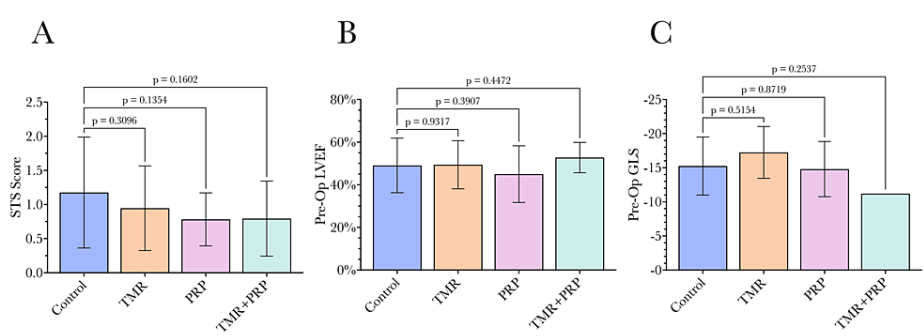 A
B
C
p = 0.1602
p = 0.1354
p = 0.3096
2.5
2.0
1.5
1.0
0.5
0.0
STS Score
Control
TMR
PRP
TMR+PRP
p = 0.4472
p = 0.3907
p = 0.9317
80%
60%
40%
20%
0%
Pre-Op LVEF
Control
TMR
PRP
TMR+PRP
p = 0.2537
p = 0.8719
p = 0.5154
-25
-20
-15
-10
-5
-0
Pre-Op GLS
Control
TMR
PRP
TMR+PRP